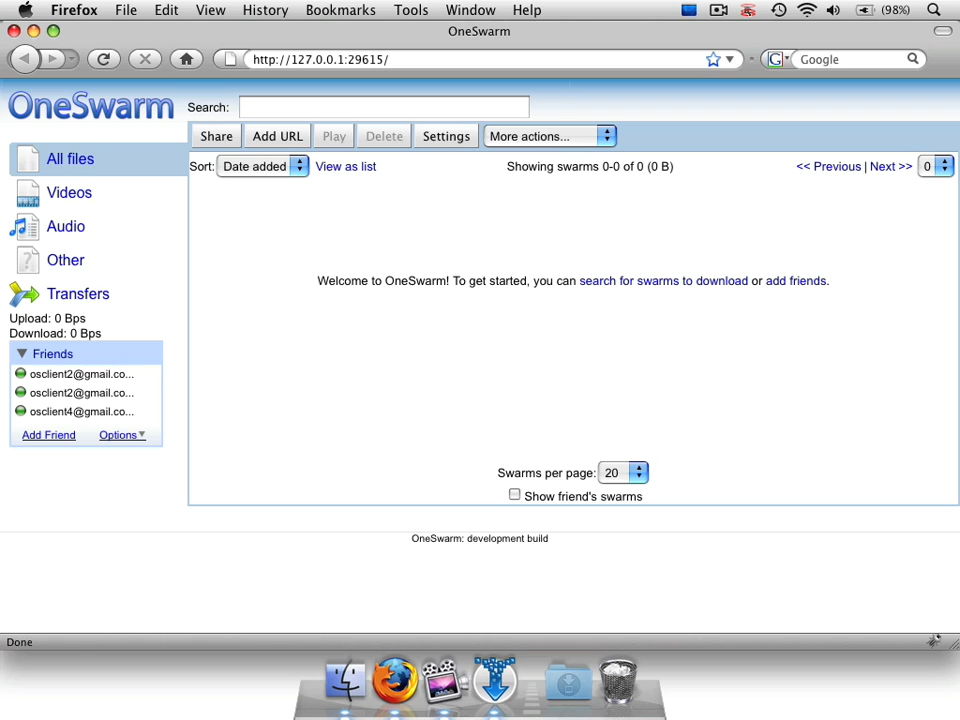 Firefox File Edit View History Bookmarks Tools Window Help (98%)
OneSwarm
http://127.0.0.1:29615/ G Google
OneSwarm Search:
Share Add URL Play Delete Settings More actions...
All files
Sort: Date added View as list Showing swarms 0-0 of 0 (0 B) << Previous | Next >> 0
Videos
Audio
Other
Welcome to OneSwarm! To get started, you can search for swarms to download or add friends.
Transfers
Upload: 0 Bps
Download: 0 Bps
Friends
osclient2@gmail.co...
osclient2@gmail.co...
osclient4@gmail.co...
Add Friend Options
Swarms per page: 20
Show friend's swarms
OneSwarm: development build
Done